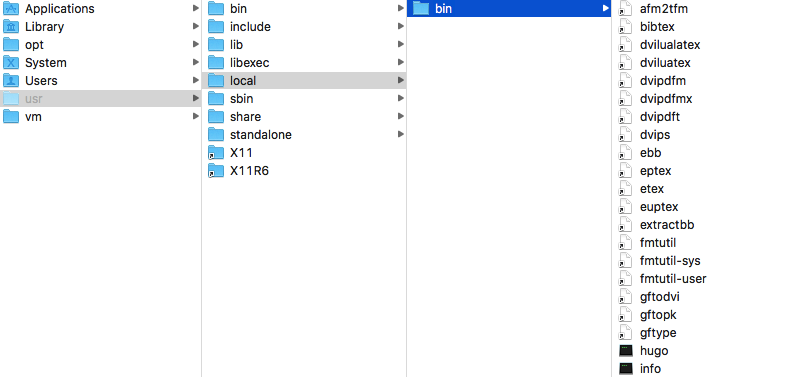 Applications
Library
opt
System
Users
usr
vm
bin
include
lib
libexec
local
sbin
share
standalone
X11
X11R6
bin
afm2tfm
bibtex
dvilualatex
dviluatex
dvipdfm
dvipdfmx
dvipdft
dvips
ebb
eptex
etex
euptex
extractbb
fmtutil
fmtutil-sys
fmtutil-user
gftodvi
gftopk
gftype
hugo
info